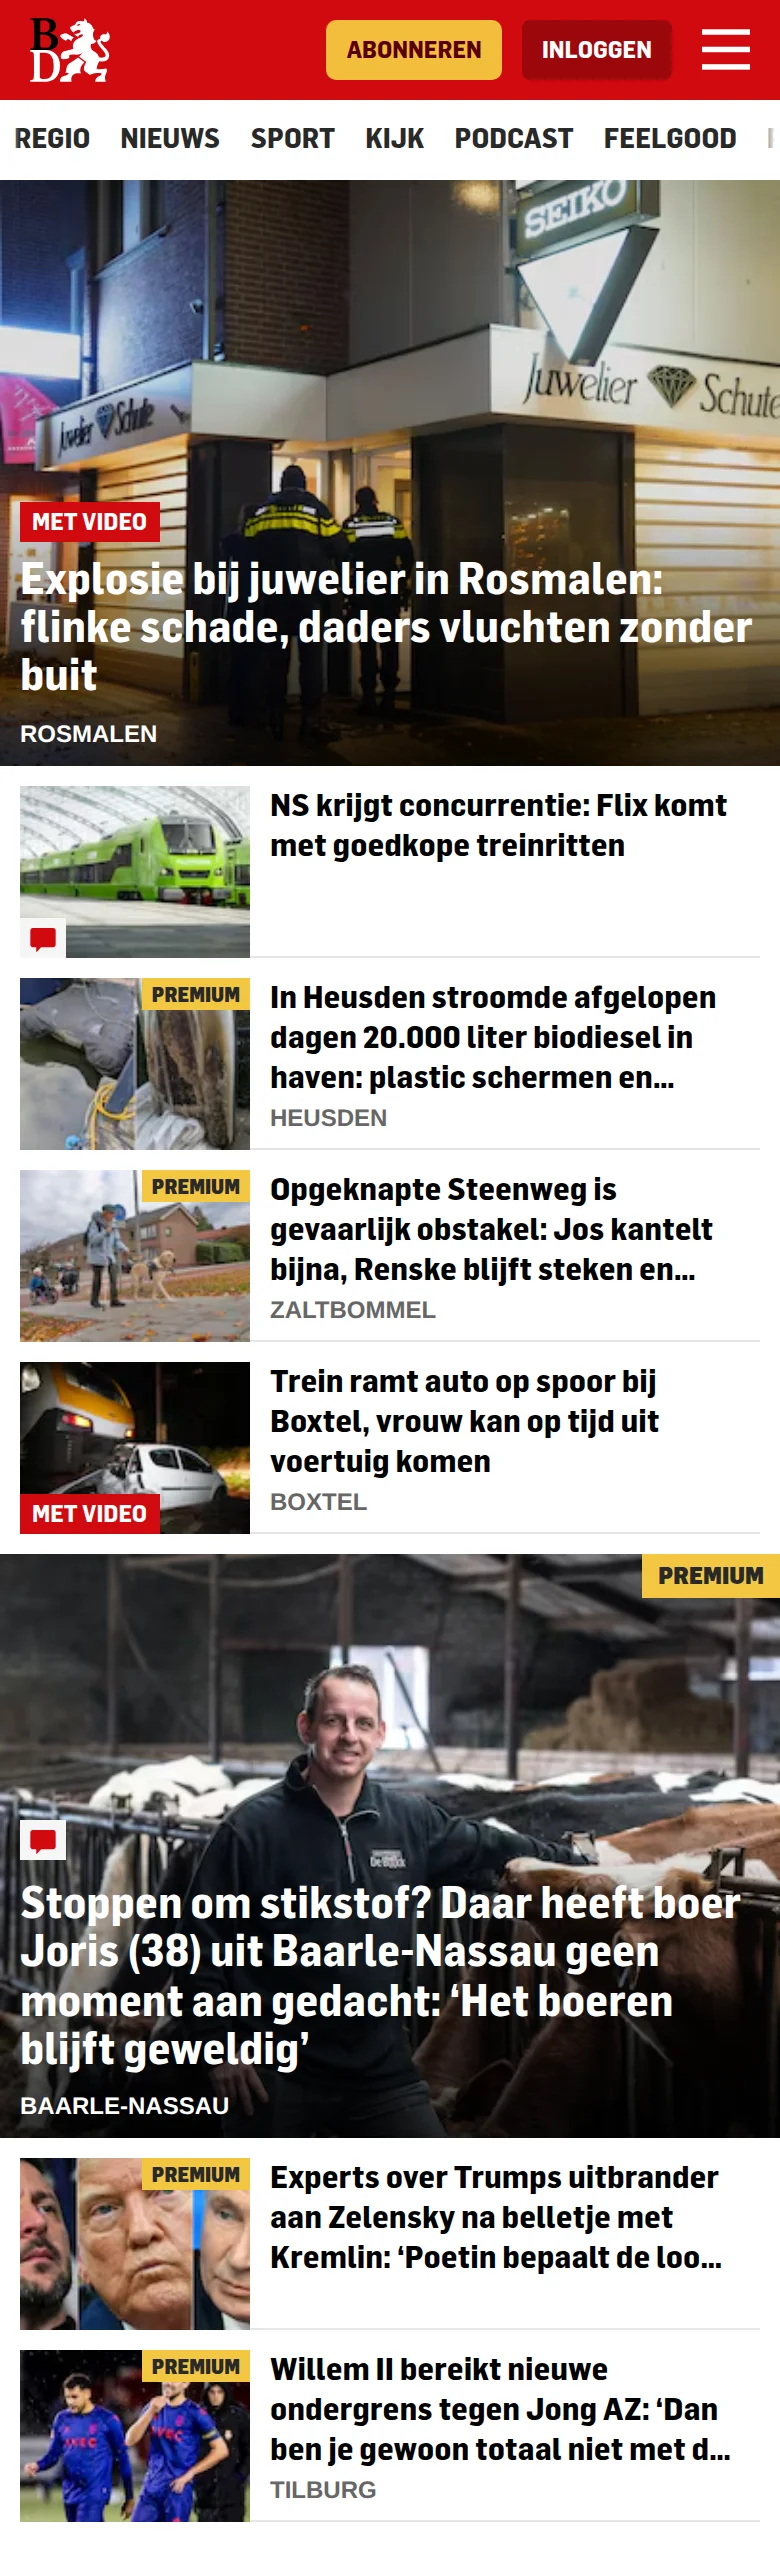 BD
ABONNEREN
INLOGGEN
REGIO NIEUWS SPORT KIJK PODCAST FEELGOOD
SEIKO
Juwelier Schute
Juwelier Schute
MET VIDEO
Explosie bij juwelier in Rosmalen:
flinke schade, daders vluchten zonder
buit
ROSMALEN
NS krijgt concurrentie: Flix komt
met goedkope treinritten
PREMIUM
In Heusden stroomde afgelopen
dagen 20.000 liter biodiesel in
haven: plastic schermen en...
HEUSDEN
PREMIUM
Opgeknapte Steenweg is
gevaarlijk obstakel: Jos kantelt
bijna, Renske blijft steken en...
ZALTBOMMEL
Trein ramt auto op spoor bij
Boxtel, vrouw kan op tijd uit
voertuig komen
MET VIDEO
BOXTEL
PREMIUM
Stoppen om stikstof? Daar heeft boer
Joris (38) uit Baarle-Nassau geen
moment aan gedacht: ‘Het boeren
blijft geweldig’
BAARLE-NASSAU
PREMIUM
Experts over Trumps uitbrander
aan Zelensky na belletje met
Kremlin: ‘Poetin bepaalt de loo...
PREMIUM
Willem II bereikt nieuwe
ondergrens tegen Jong AZ: ‘Dan
ben je gewoon totaal niet met d...
TILBURG